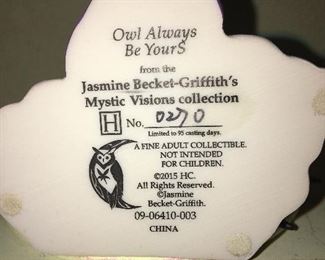 Owl Always
Be YourS
from the
Jasmine Becket-Griffith's
Mystic Visions collection
H No. 0270
Limited to 95 casting days.
A FINE ADULT COLLECTIBLE.
NOT INTENDED
FOR CHILDREN.
©2015 HC.
All Rights Reserved.
©Jasmine
Becket-Griffith.
09-06410-003
CHINA